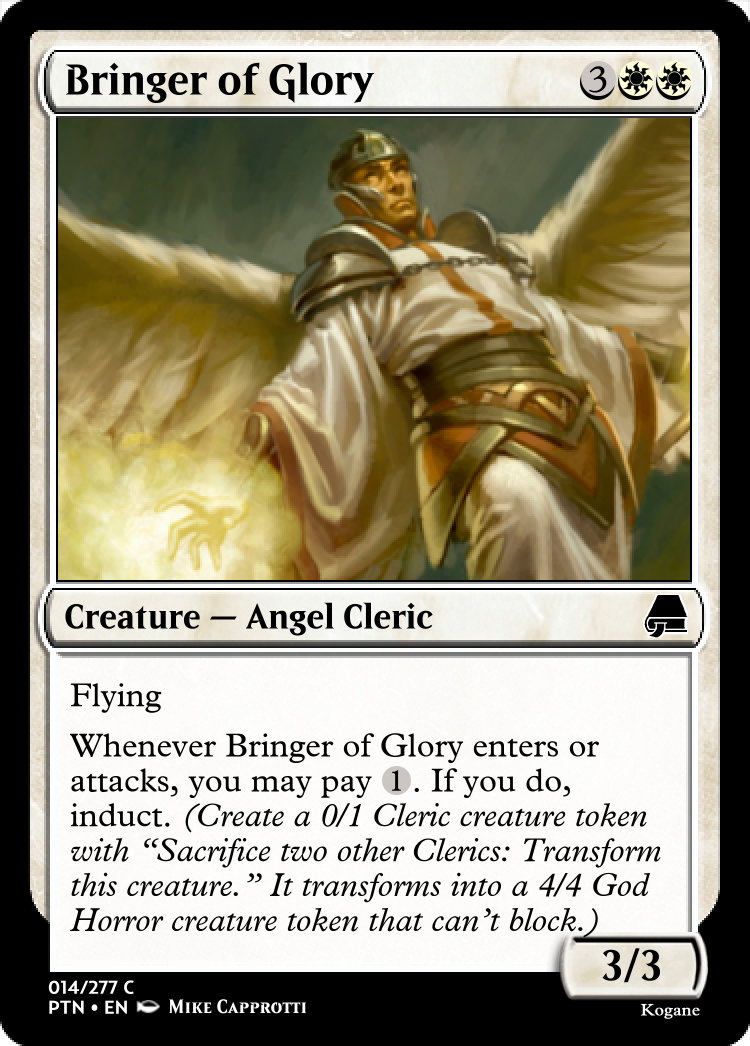 Bringer of Glory 3
Creature — Angel Cleric
Flying
Whenever Bringer of Glory enters or
attacks, you may pay 1. If you do,
induct. (Create a 0/1 Cleric creature token
with “Sacrifice two other Clerics: Transform
this creature.” It transforms into a 4/4 God
Horror creature token that can’t block.)
3/3
014/277 C
PTN • EN Mike Capprotti
Kogane